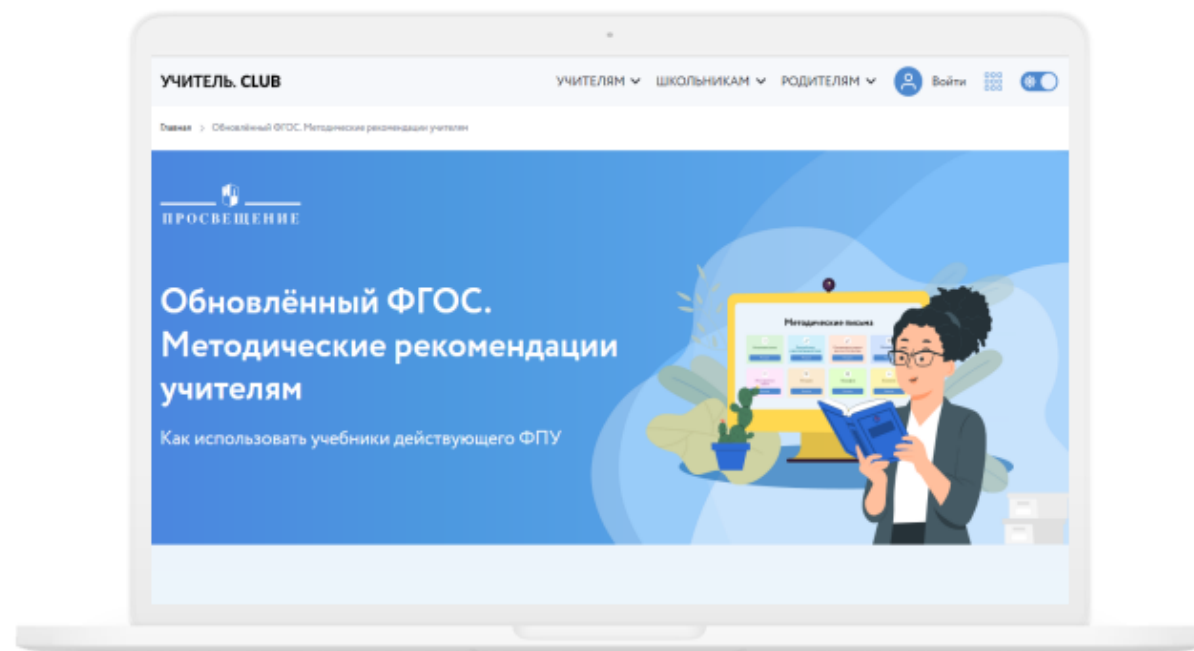 УЧИТЕЛЬ. CLUB
УЧИТЕЛЯМ ШКОЛЬНИКАМ РОДИТЕЛЯМ Войти
Главная > Обновлённый ФГОС. Методические рекомендации учителям
ПРОСВЕЩЕНИЕ
Обновлённый ФГОС.
Методические рекомендации
учителям
Как использовать учебники действующего ФПУ
Методические письма